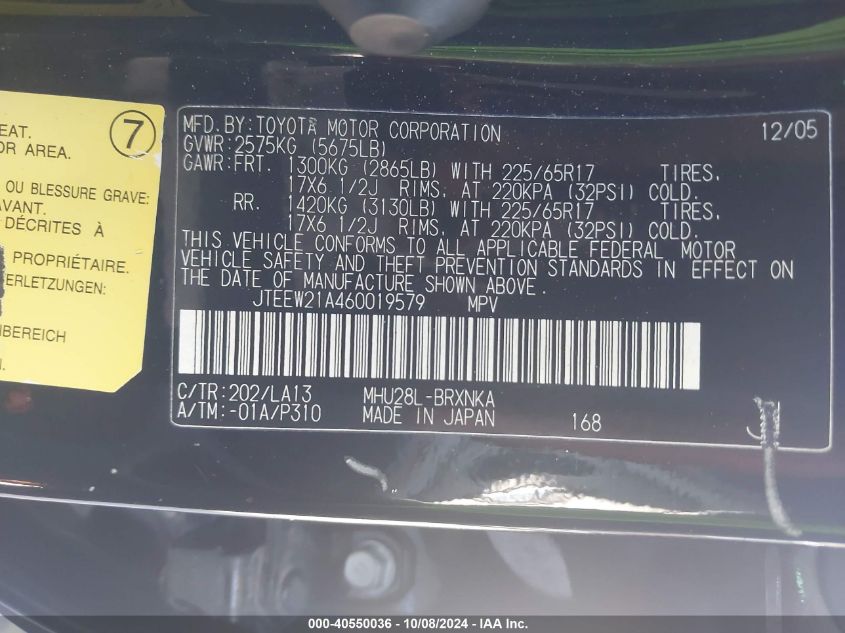 7
EAT.
OR AREA.
OU BLESSURE GRAVE:
AVANT.
DÉCRITES À
PROPRIÉTAIRE.
ERLETZUNGEN:
BEREICH
N.
MFD. BY: TOYOTA MOTOR CORPORATION 12/05
GVWR: 2575KG (5675LB)
GAWR: FRT. 1300KG (2865LB) WITH 225/65R17 TIRES,
17X6 1/2J RIMS, AT 220KPA (32PSI) COLD.
RR. 1420KG (3130LB) WITH 225/65R17 TIRES,
17X6 1/2J RIMS, AT 220KPA (32PSI) COLD.
THIS VEHICLE CONFORMS TO ALL APPLICABLE FEDERAL MOTOR
VEHICLE SAFETY AND THEFT PREVENTION STANDARDS IN EFFECT ON
THE DATE OF MANUFACTURE SHOWN ABOVE.
JTEEW21A460019579 MPV
C/TR: 202/LA13 MHU28L-BRXNKA
A/TM: -01A/P310 MADE IN JAPAN 168
000-40550036 - 10/08/2024 - IAA Inc.